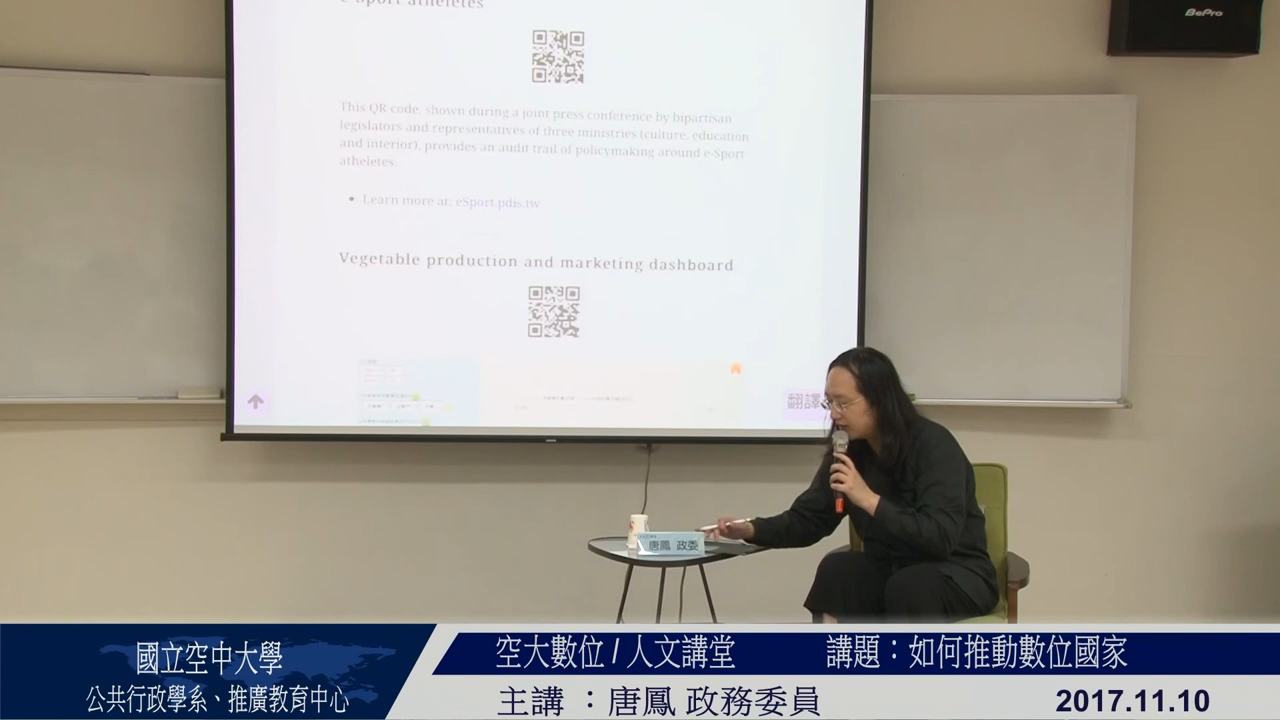 e-Sport atheletes
BePro
This QR code, shown during a joint press conference by bipartisan
legislators and representatives of three ministries (culture, education
and interior), provides an audit trail of policymaking around e-Sport
atheletes.
• Learn more at: eSport.pdis.tw
Vegetable production and marketing dashboard
翻譯
唐鳳 政委
國立空中大學
公共行政學系、推廣教育中心
空大數位 / 人文講堂
講題：如何推動數位國家
主講 ：唐鳳 政務委員
2017.11.10